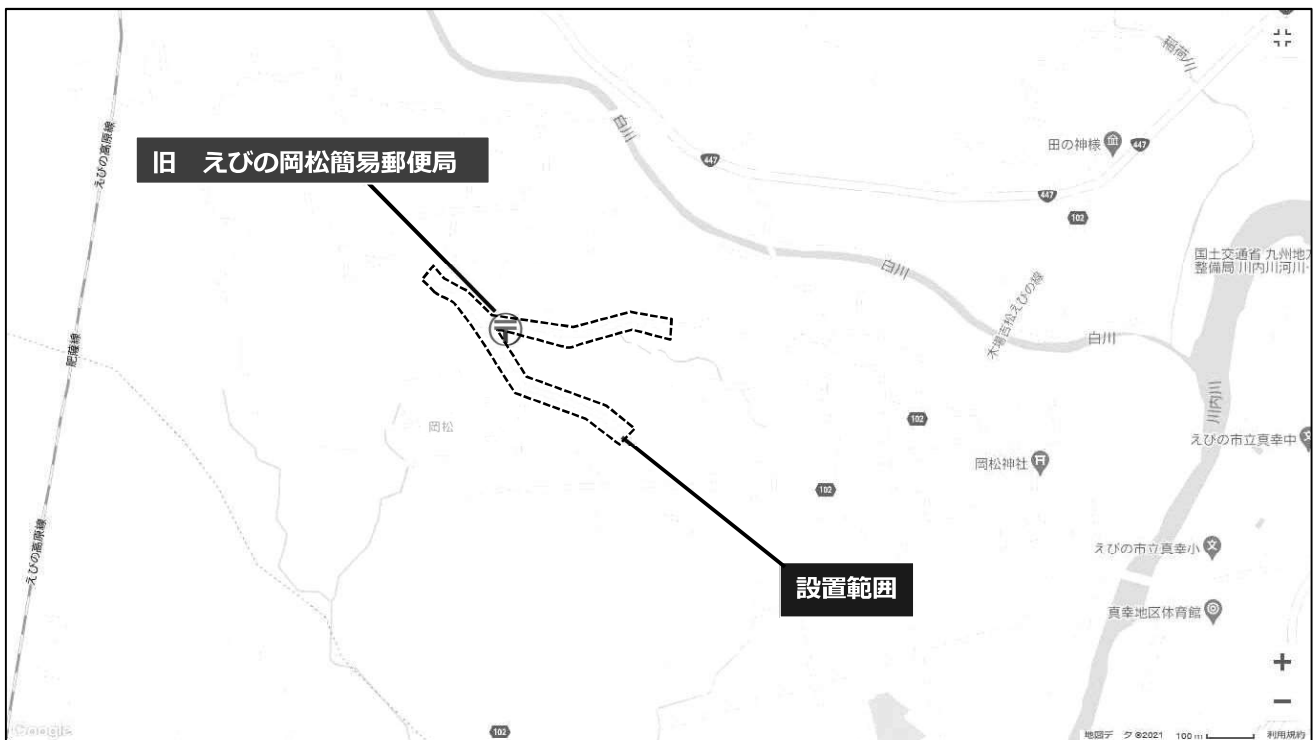 稲荷川
白川
えびの高原線
旧　えびの岡松簡易郵便局
447
田の神様
447
447
102
国土交通省 九州地方
整備局 川内川河川
白川
木場吉松えびの線
白川
肥薩線
川内川
岡松
102
えびの市立真幸中
岡松神社
102
えびの高原線
えびの市立真幸小
設置範囲
真幸地区体育館
102
Google
地図データ ©2021
100 m
利用規約